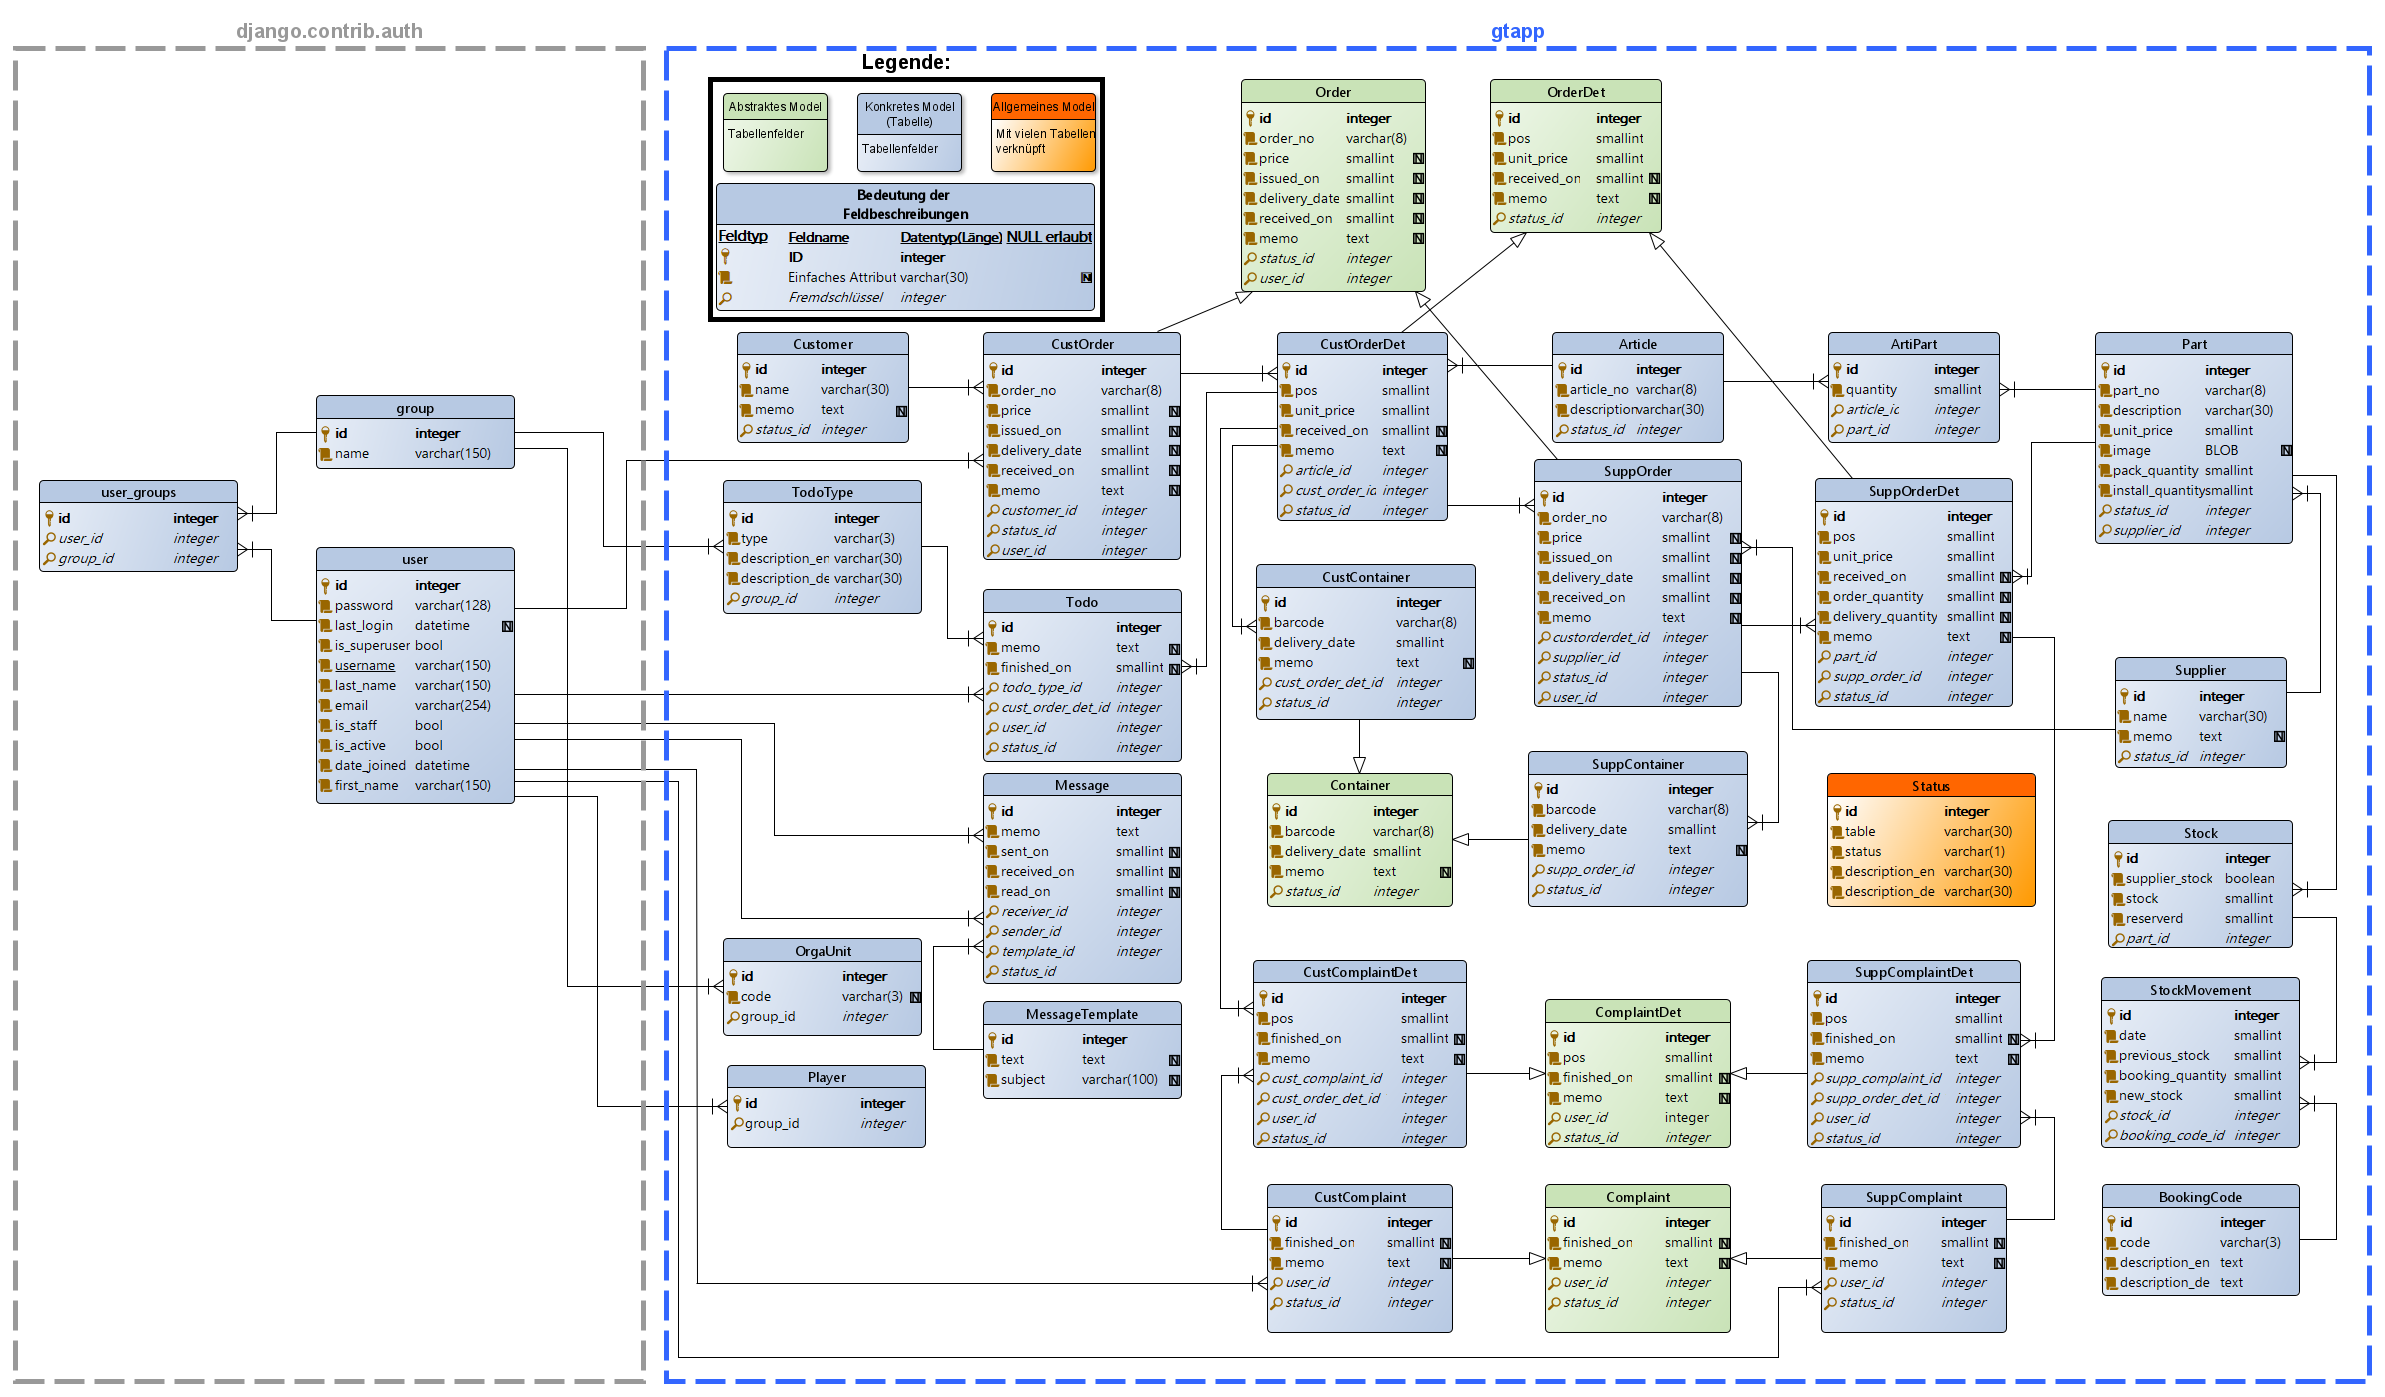 django.contrib.auth
gtapp
Legende:
Abstraktes Model
Tabellenfelder
Konkretes Model
(Tabelle)
Tabellenfelder
Allgemeines Model
Mit vielen Tabellen
verknüpft
Bedeutung der
Feldbeschreibungen
Feldtyp Feldname Datentyp(Länge) NULL erlaubt
ID integer
Einfaches Attribut varchar(30) N
Fremdschlüssel integer
Order
id integer
order_no varchar(8)
price smallint N
issued_on smallint N
delivery_date smallint N
received_on smallint N
memo text N
status_id integer
user_id integer
OrderDet
id integer
pos smallint
unit_price smallint
received_on smallint N
memo text N
status_id integer
Customer
id integer
name varchar(30)
memo text N
status_id integer
CustOrder
id integer
order_no varchar(8)
price smallint N
issued_on smallint N
delivery_date smallint N
received_on smallint N
memo text N
customer_id integer
status_id integer
user_id integer
CustOrderDet
id integer
pos smallint
unit_price smallint
received_on smallint N
memo text N
article_id integer
cust_order_id integer
status_id integer
Article
id integer
article_no varchar(8)
description varchar(30)
status_id integer
ArtiPart
id integer
quantity smallint
article_id integer
part_id integer
Part
id integer
part_no varchar(8)
description varchar(30)
unit_price smallint
image BLOB N
pack_quantity smallint
install_quantity smallint
status_id integer
supplier_id integer
group
id integer
name varchar(150)
user_groups
id integer
user_id integer
group_id integer
user
id integer
password varchar(128)
last_login datetime N
is_superuser bool
username varchar(150)
last_name varchar(150)
email varchar(254)
is_staff bool
is_active bool
date_joined datetime
first_name varchar(150)
TodoType
id integer
type varchar(3)
description_en varchar(30)
description_de varchar(30)
group_id integer
Todo
id integer
memo text N
finished_on smallint N
todo_type_id integer
cust_order_det_id integer
user_id integer
status_id integer
CustContainer
id integer
barcode varchar(8)
delivery_date smallint
memo text N
cust_order_det_id integer
status_id integer
SuppOrder
id integer
order_no varchar(8)
price smallint N
issued_on smallint N
delivery_date smallint N
received_on smallint N
memo text N
custorderdet_id integer
supplier_id integer
status_id integer
user_id integer
SuppOrderDet
id integer
pos smallint
unit_price smallint
received_on smallint N
order_quantity smallint N
delivery_quantity smallint N
memo text N
part_id integer
supp_order_id integer
status_id integer
Supplier
id integer
name varchar(30)
memo text N
status_id integer
Message
id integer
memo text
sent_on smallint N
received_on smallint N
read_on smallint N
receiver_id integer
sender_id integer
template_id integer
status_id
Container
id integer
barcode varchar(8)
delivery_date smallint
memo text N
status_id integer
SuppContainer
id integer
barcode varchar(8)
delivery_date smallint
memo text N
supp_order_id integer
status_id integer
Status
id integer
table varchar(30)
status varchar(1)
description_en varchar(30)
description_de varchar(30)
Stock
id integer
supplier_stock boolean
stock smallint
reserverd smallint
part_id integer
OrgaUnit
id integer
code varchar(3) N
group_id integer
MessageTemplate
id integer
text text N
subject varchar(100) N
Player
id integer
group_id integer
CustComplaintDet
id integer
pos smallint
finished_on smallint N
memo text N
cust_complaint_id integer
cust_order_det_id integer
user_id integer
status_id integer
ComplaintDet
id integer
pos smallint
finished_on smallint N
memo text N
user_id integer
status_id integer
SuppComplaintDet
id integer
pos smallint
finished_on smallint N
memo text N
supp_complaint_id integer
supp_order_det_id integer
user_id integer
status_id integer
StockMovement
id integer
date smallint
previous_stock smallint
booking_quantity smallint
new_stock smallint
stock_id integer
booking_code_id integer
CustComplaint
id integer
finished_on smallint N
memo text N
user_id integer
status_id integer
Complaint
id integer
finished_on smallint N
memo text N
user_id integer
status_id integer
SuppComplaint
id integer
finished_on smallint N
memo text N
user_id integer
status_id integer
BookingCode
id integer
code varchar(3)
description_en text
description_de text